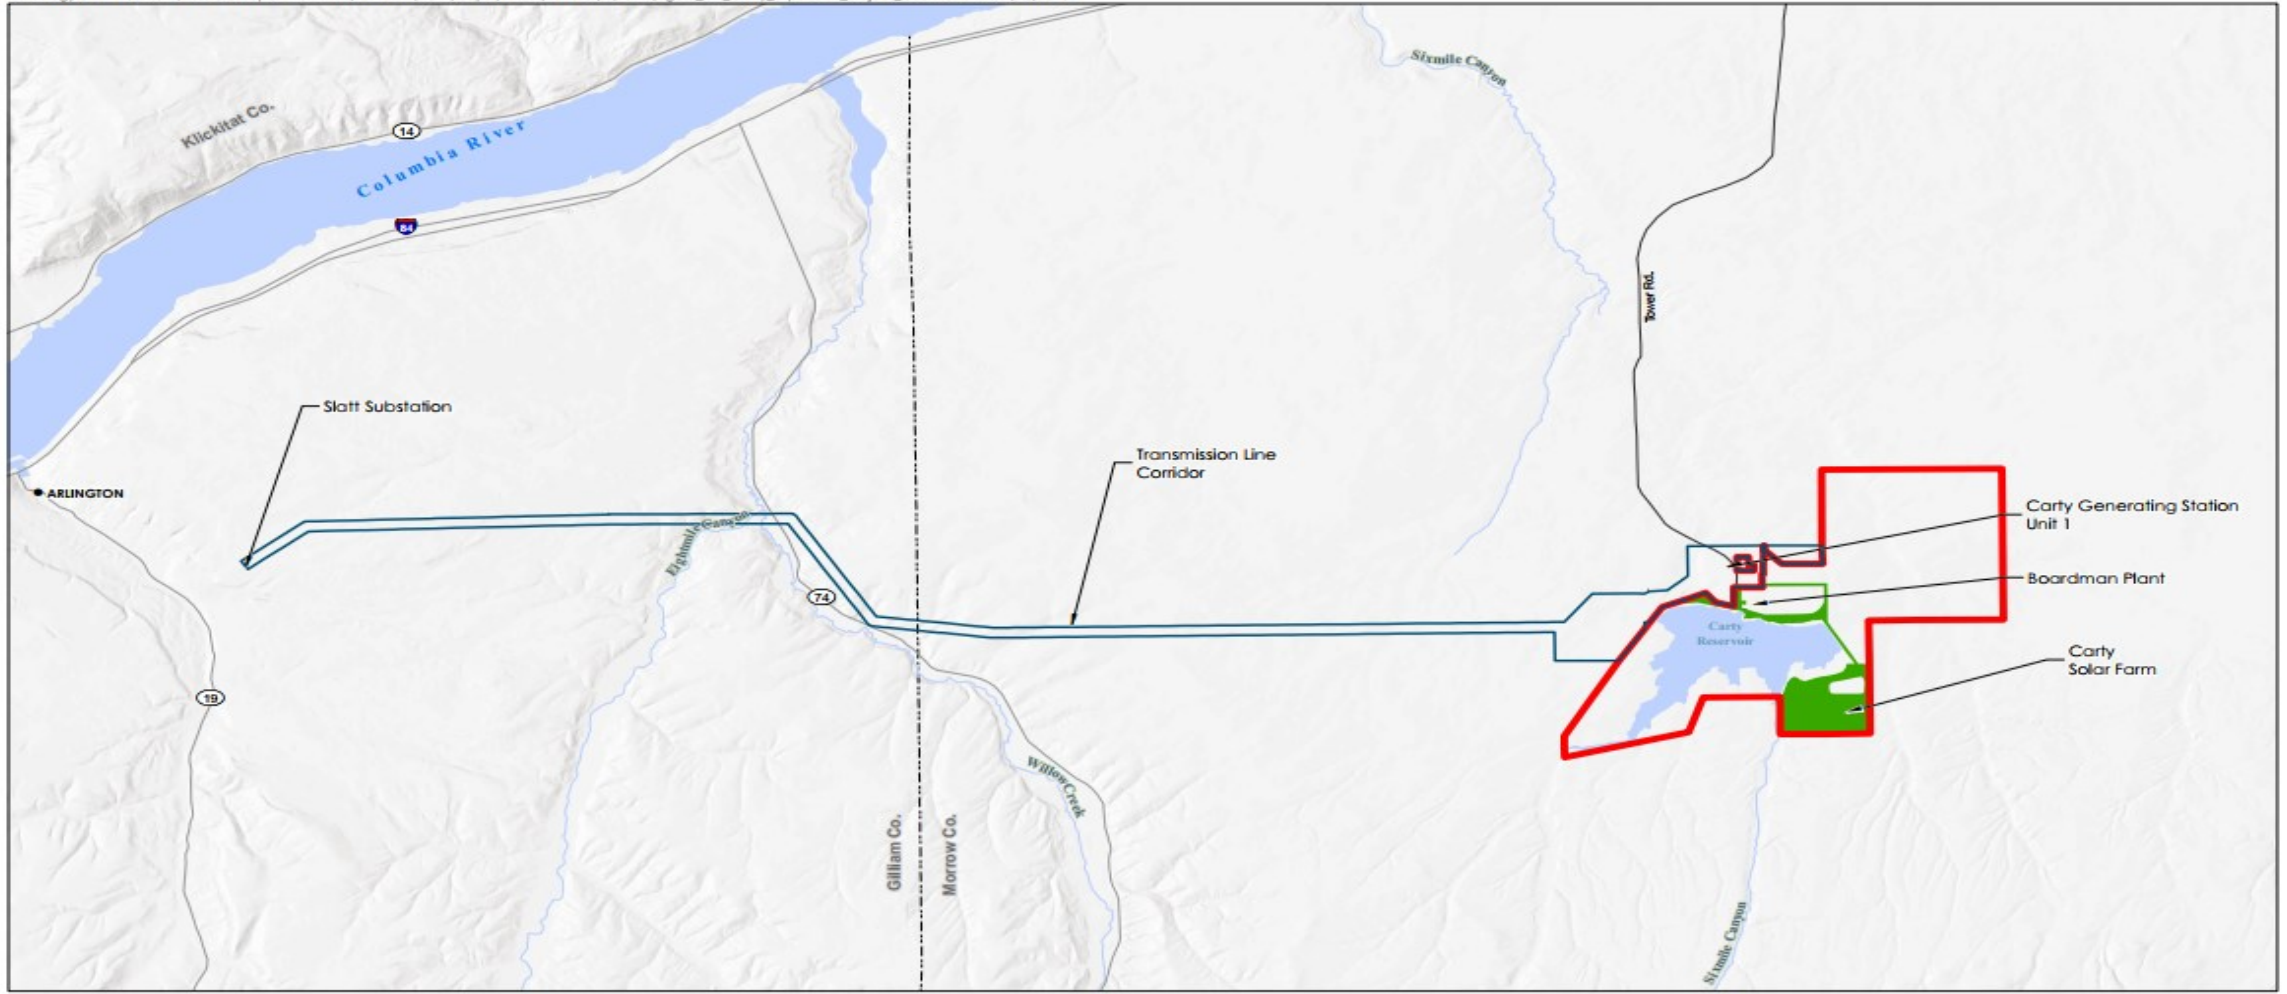 Sixmile Canyon
Klickitat Co.
14
Columbia River
84
Tower Rd.
Slatt Substation
Transmission Line
Corridor
ARLINGTON
Carty Generating Station
Unit 1
Eightmile Canyon
Boardman Plant
74
Carty
Reservoir
Carty
Solar Farm
19
Willow Creek
Gilliam Co.
Morrow Co.
Sixmile Canyon